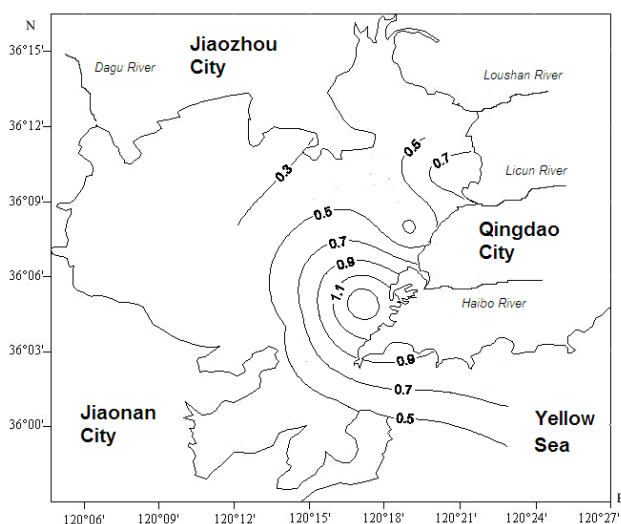 N
36°15'
36°12'
36°09'
36°06'
36°03'
36°00'
Jiaozhou
City
Dagu River
Loushan River
Licun River
Qingdao
City
Haibo River
Jiaonan
City
Yellow
Sea
0.3
0.5
0.7
0.5
0.7
0.9
1.1
0.9
0.7
0.5
120°06'
120°09'
120°12'
120°15'
120°18'
120°21'
120°24'
120°27'
E